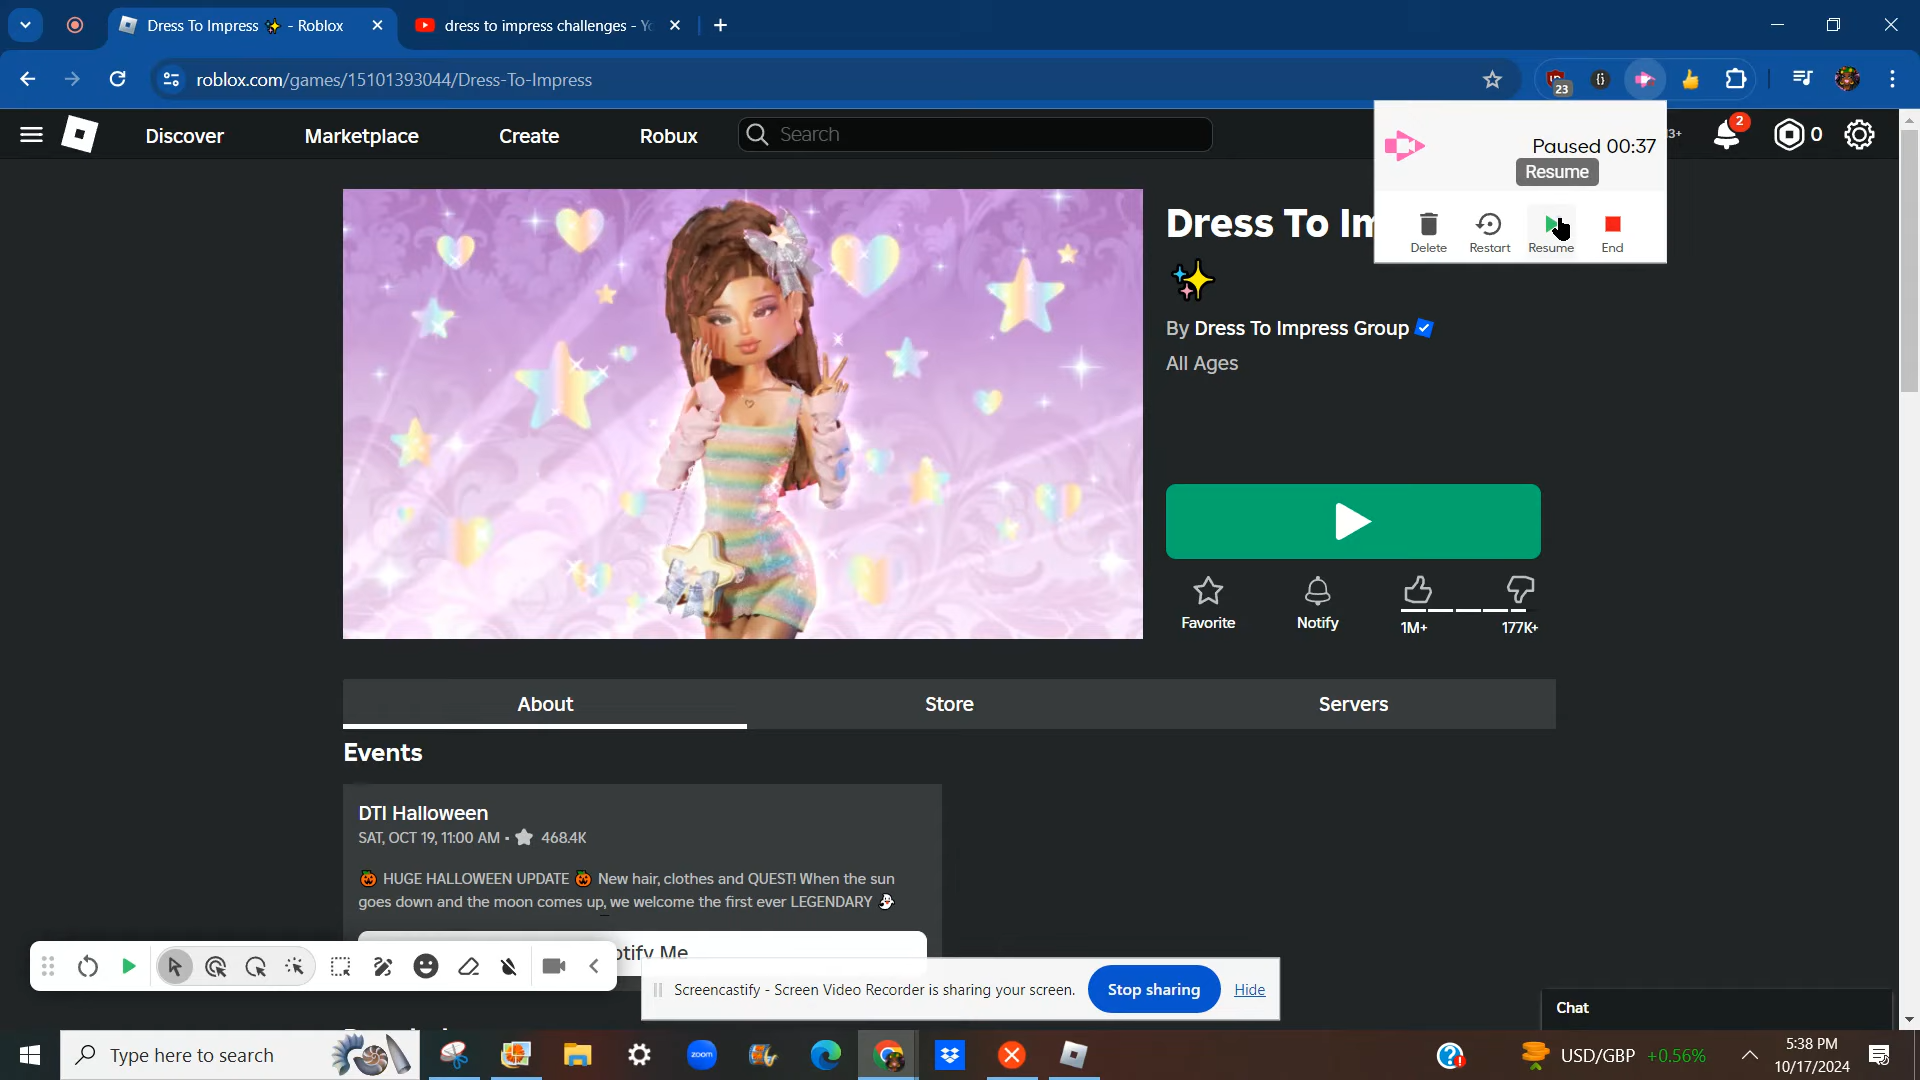 Dress To Impress ✨ - Roblox
dress to impress challenges -
roblox.com/games/15101393044/Dress-To-Impress
23
Discover
Marketplace
Create
Robux
Search
13+
2
0
Paused 00:37
Resume
Delete
Restart
Resume
End
Dress To Im
✨
By Dress To Impress Group
All Ages
Favorite
Notify
1M+
177K+
About
Store
Servers
Events
DTI Halloween
SAT, OCT 19, 11:00 AM • ★ 468.4K
🎃 HUGE HALLOWEEN UPDATE 🎃 New hair, clothes and QUEST! When the sun
goes down and the moon comes up, we welcome the first ever LEGENDARY 👻
otify Me
Screencastify - Screen Video Recorder is sharing your screen.
Stop sharing
Hide
Chat
Type here to search
zoom
USD/GBP +0.56%
5:38 PM
10/17/2024